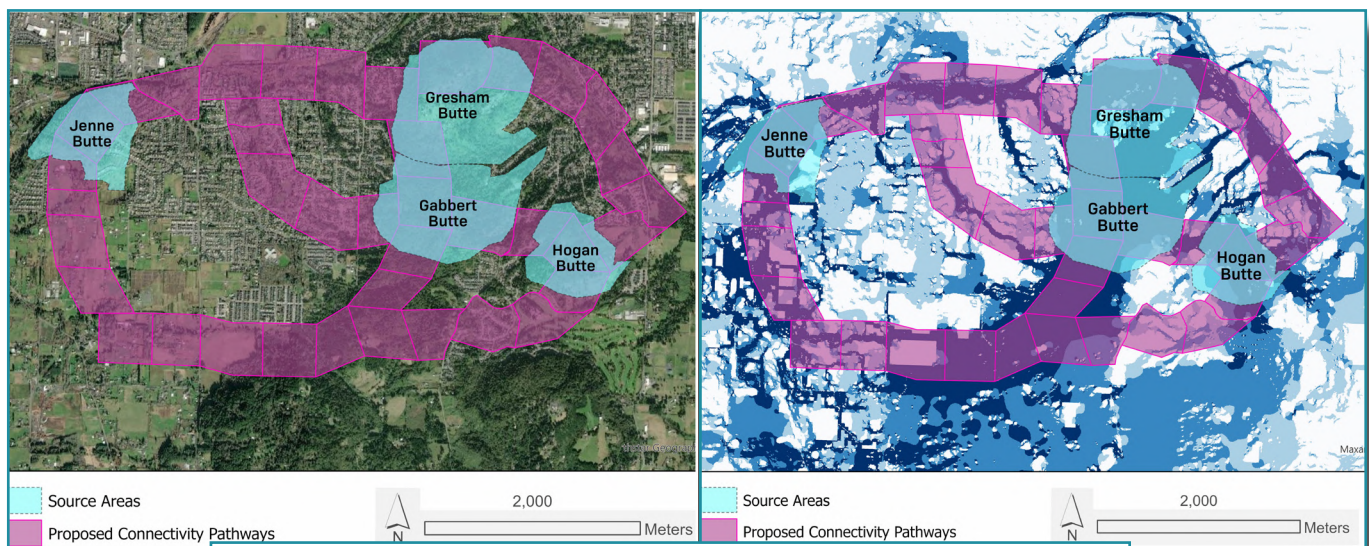 Gresham
Butte
Jenne
Butte
Gabbert
Butte
Hogan
Butte
Source Areas
Proposed Connectivity Pathways
N
2,000
Meters
Gresham
Butte
Jenne
Butte
Gabbert
Butte
Hogan
Butte
Maxa
Source Areas
Proposed Connectivity Pathways
N
2,000
Meters